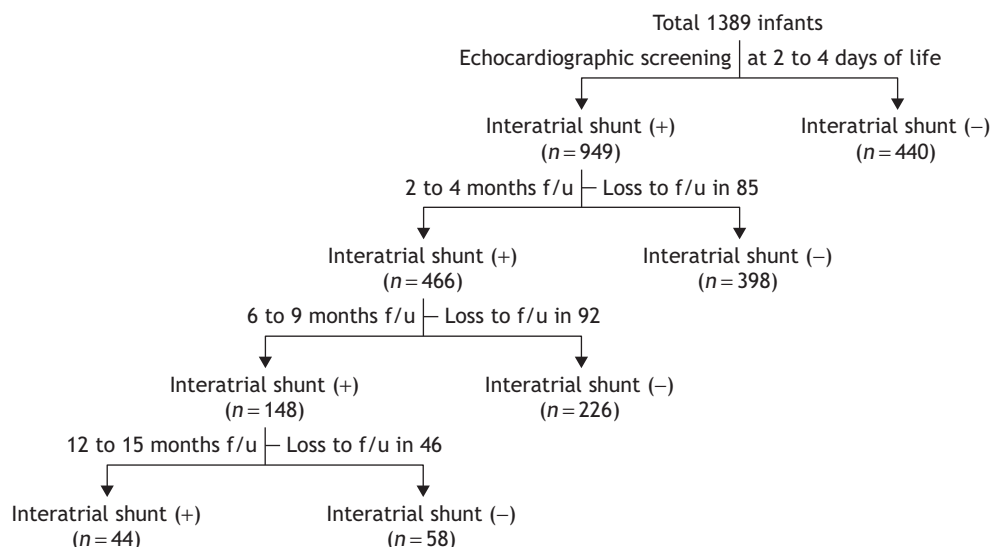 Total 1389 infants
Echocardiographic screening at 2 to 4 days of life
Interatrial shunt (+) Interatrial shunt (−)
(n=949) (n=440)
2 to 4 months f/u Loss to f/u in 85
Interatrial shunt (+) Interatrial shunt (−)
(n=466) (n=398)
6 to 9 months f/u Loss to f/u in 92
Interatrial shunt (+) Interatrial shunt (−)
(n=148) (n=226)
12 to 15 months f/u Loss to f/u in 46
Interatrial shunt (+) Interatrial shunt (−)
(n=44) (n=58)